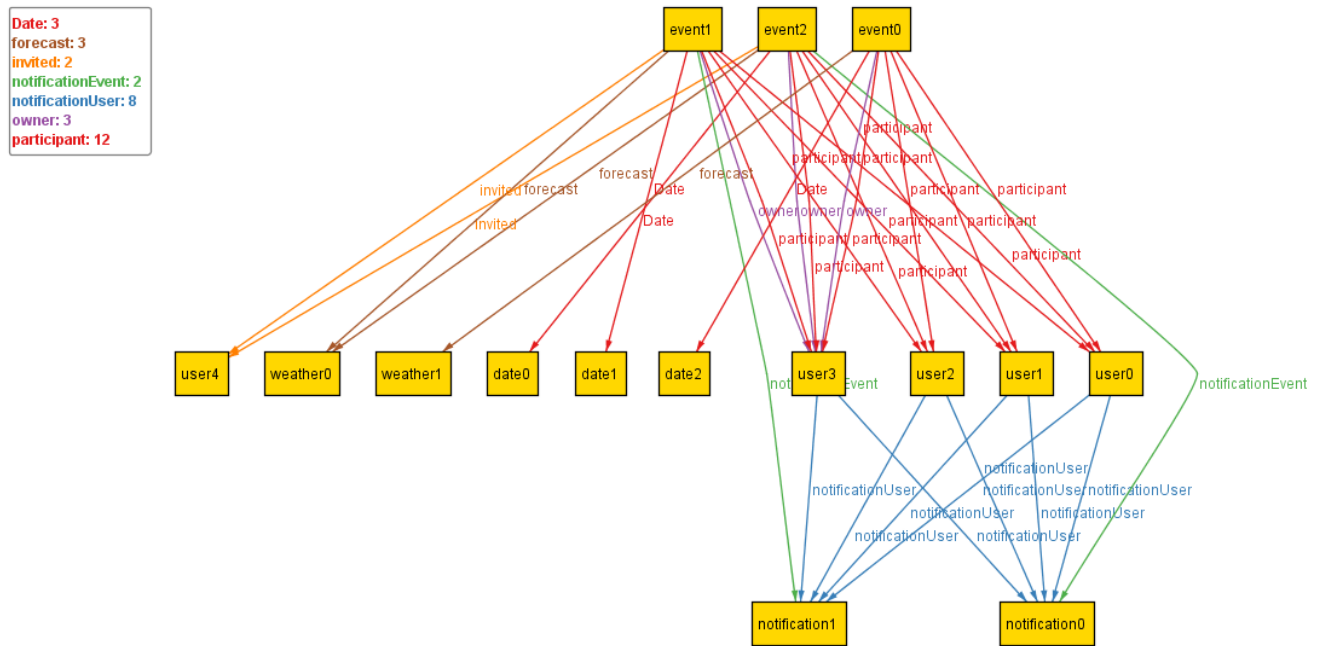 Date: 3
forecast: 3
invited: 2
notificationEvent: 2
notificationUser: 8
owner: 3
participant: 12
event1 event2 event0
participant
participant participant
forecast forecast
invited forecast Date Date participant participant
owner owner owner
invited Date participant participant
participant participant
participant
participant
participant
user4 weather0 weather1 date0 date1 date2 user3 user2 user1 user0
notificationEvent notificationEvent
notificationUser
notificationUser notificationUser notificationUser
notificationUser notificationUser
notificationUser notificationUser
notification1 notification0